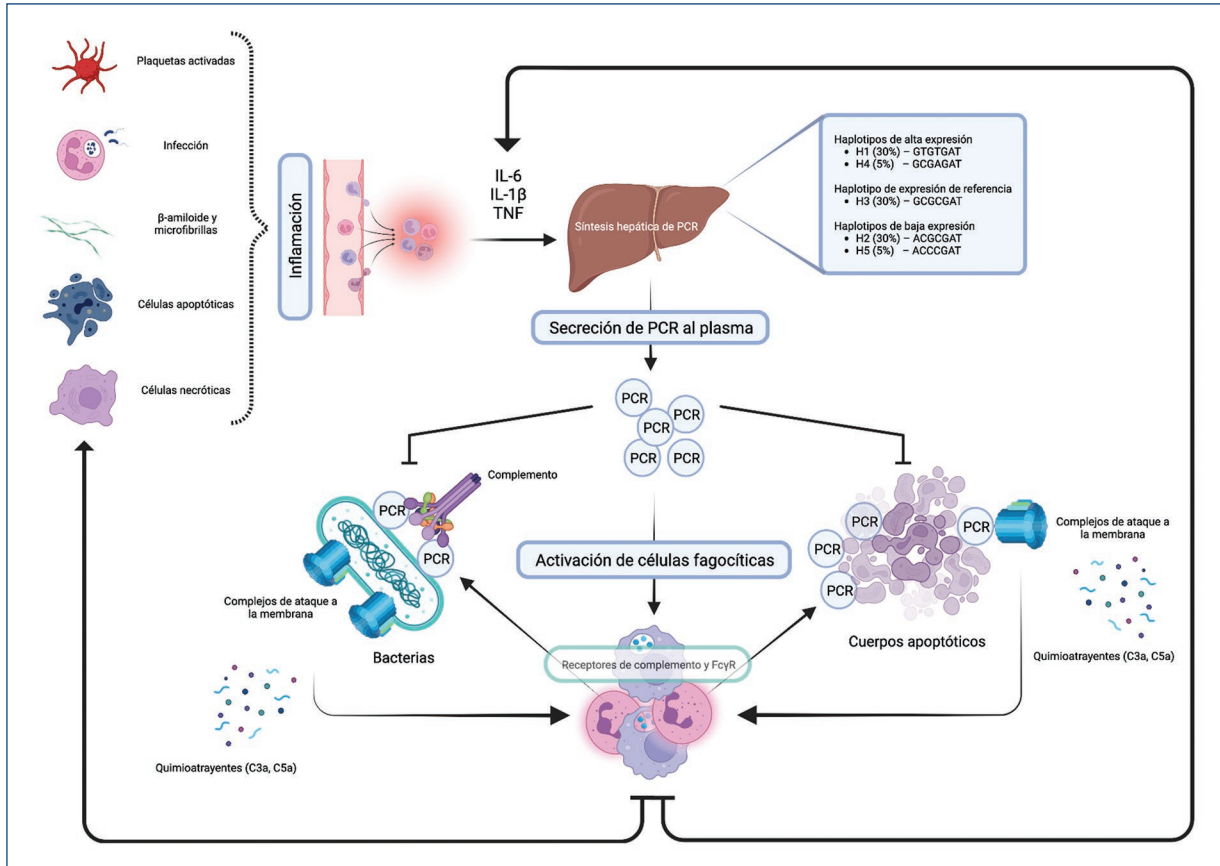 Plaquetas activadas
Infección
β-amiloide y
microfibrillas
Células apoptóticas
Células necróticas
Inflamación
IL-6
IL-1β
TNF
Síntesis hepática de PCR
Haplotipos de alta expresión
• H1 (30%) – GTGTGAT
• H4 (5%) – GCGAGAT
Haplotipo de expresión de referencia
• H3 (30%) – GCGCGAT
Haplotipos de baja expresión
• H2 (30%) – ACGCGAT
• H5 (5%) – ACCCGAT
Secreción de PCR al plasma
PCR
PCR
PCR
PCR
PCR
Complemento
PCR
PCR
Complejos de ataque a
la membrana
Bacterias
Quimioatrayentes (C3a, C5a)
Activación de células fagocíticas
Receptores de complemento y FcγR
PCR
PCR
PCR
PCR
Complejos de ataque a
la membrana
Cuerpos apoptóticos
Quimioatrayentes (C3a, C5a)